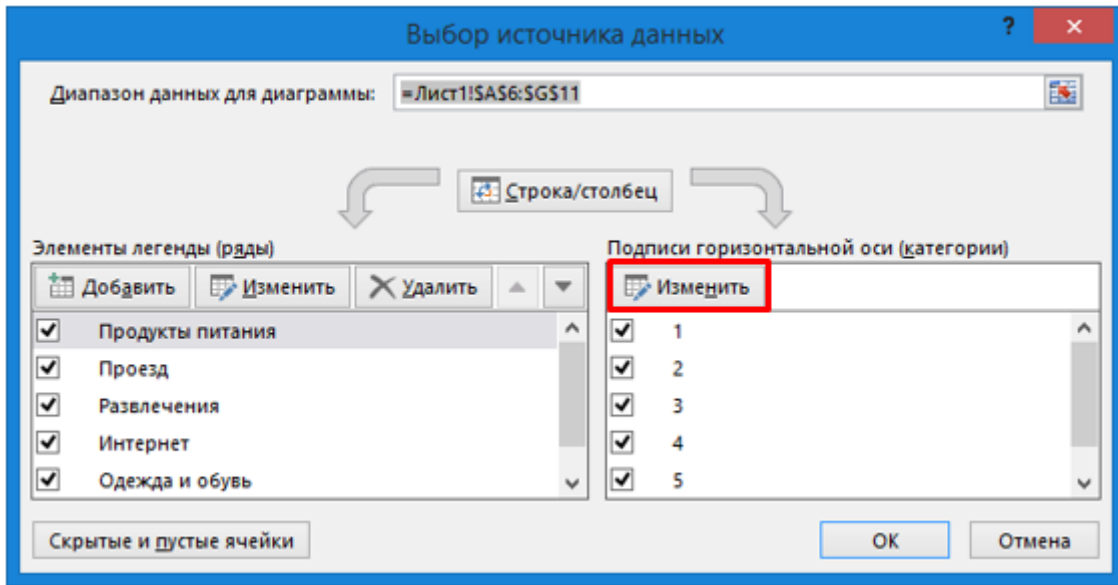 Выбор источника данных
?
×
Диапазон данных для диаграммы: =Лист1!$A$6:$G$11
Строка/столбец
Элементы легенды (ряды)
Добавить Изменить Удалить
Продукты питания
Проезд
Развлечения
Интернет
Одежда и обувь
Подписи горизонтальной оси (категории)
Изменить
1
2
3
4
5
Скрытые и пустые ячейки
ОК Отмена